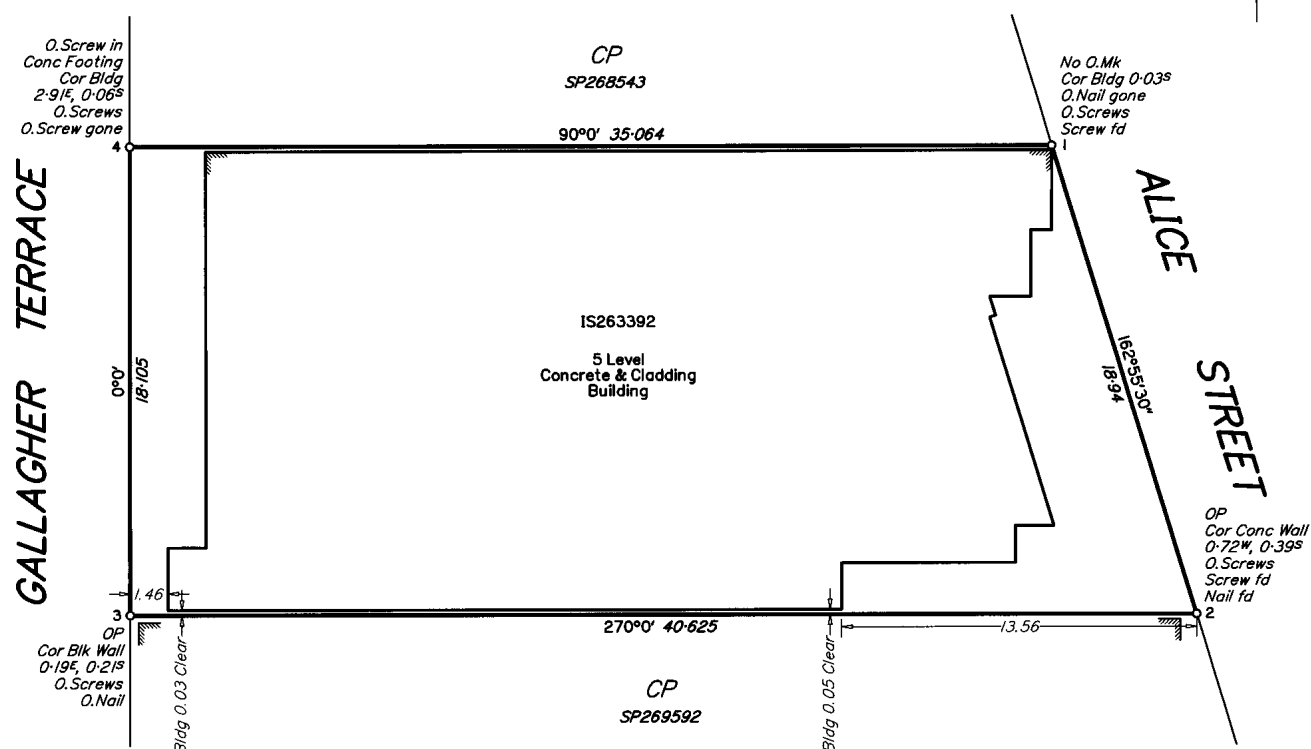 O.Screw in
Conc Footing
Cor Bldg
2·91E, 0·06S
O.Screws
O.Screw gone
4
CP
SP268543
90°0' 35·064
No O.Mk
Cor Bldg 0·03S
O.Nail gone
O.Screws
Screw fd
1
GALLAGHER TERRACE
0°0'
18·105
IS263392
5 Level
Concrete & Cladding
Building
ALICE STREET
162°55'30"
18·94
OP
Cor Conc Wall
0·72W, 0·39S
O.Screws
Screw fd
Nail fd
2
1.46
3
OP
Cor Blk Wall
0·19E, 0·21S
O.Screws
O.Nail
Bldg 0.03 Clear
270°0' 40·625
Bldg 0.05 Clear
13.56
CP
SP269592